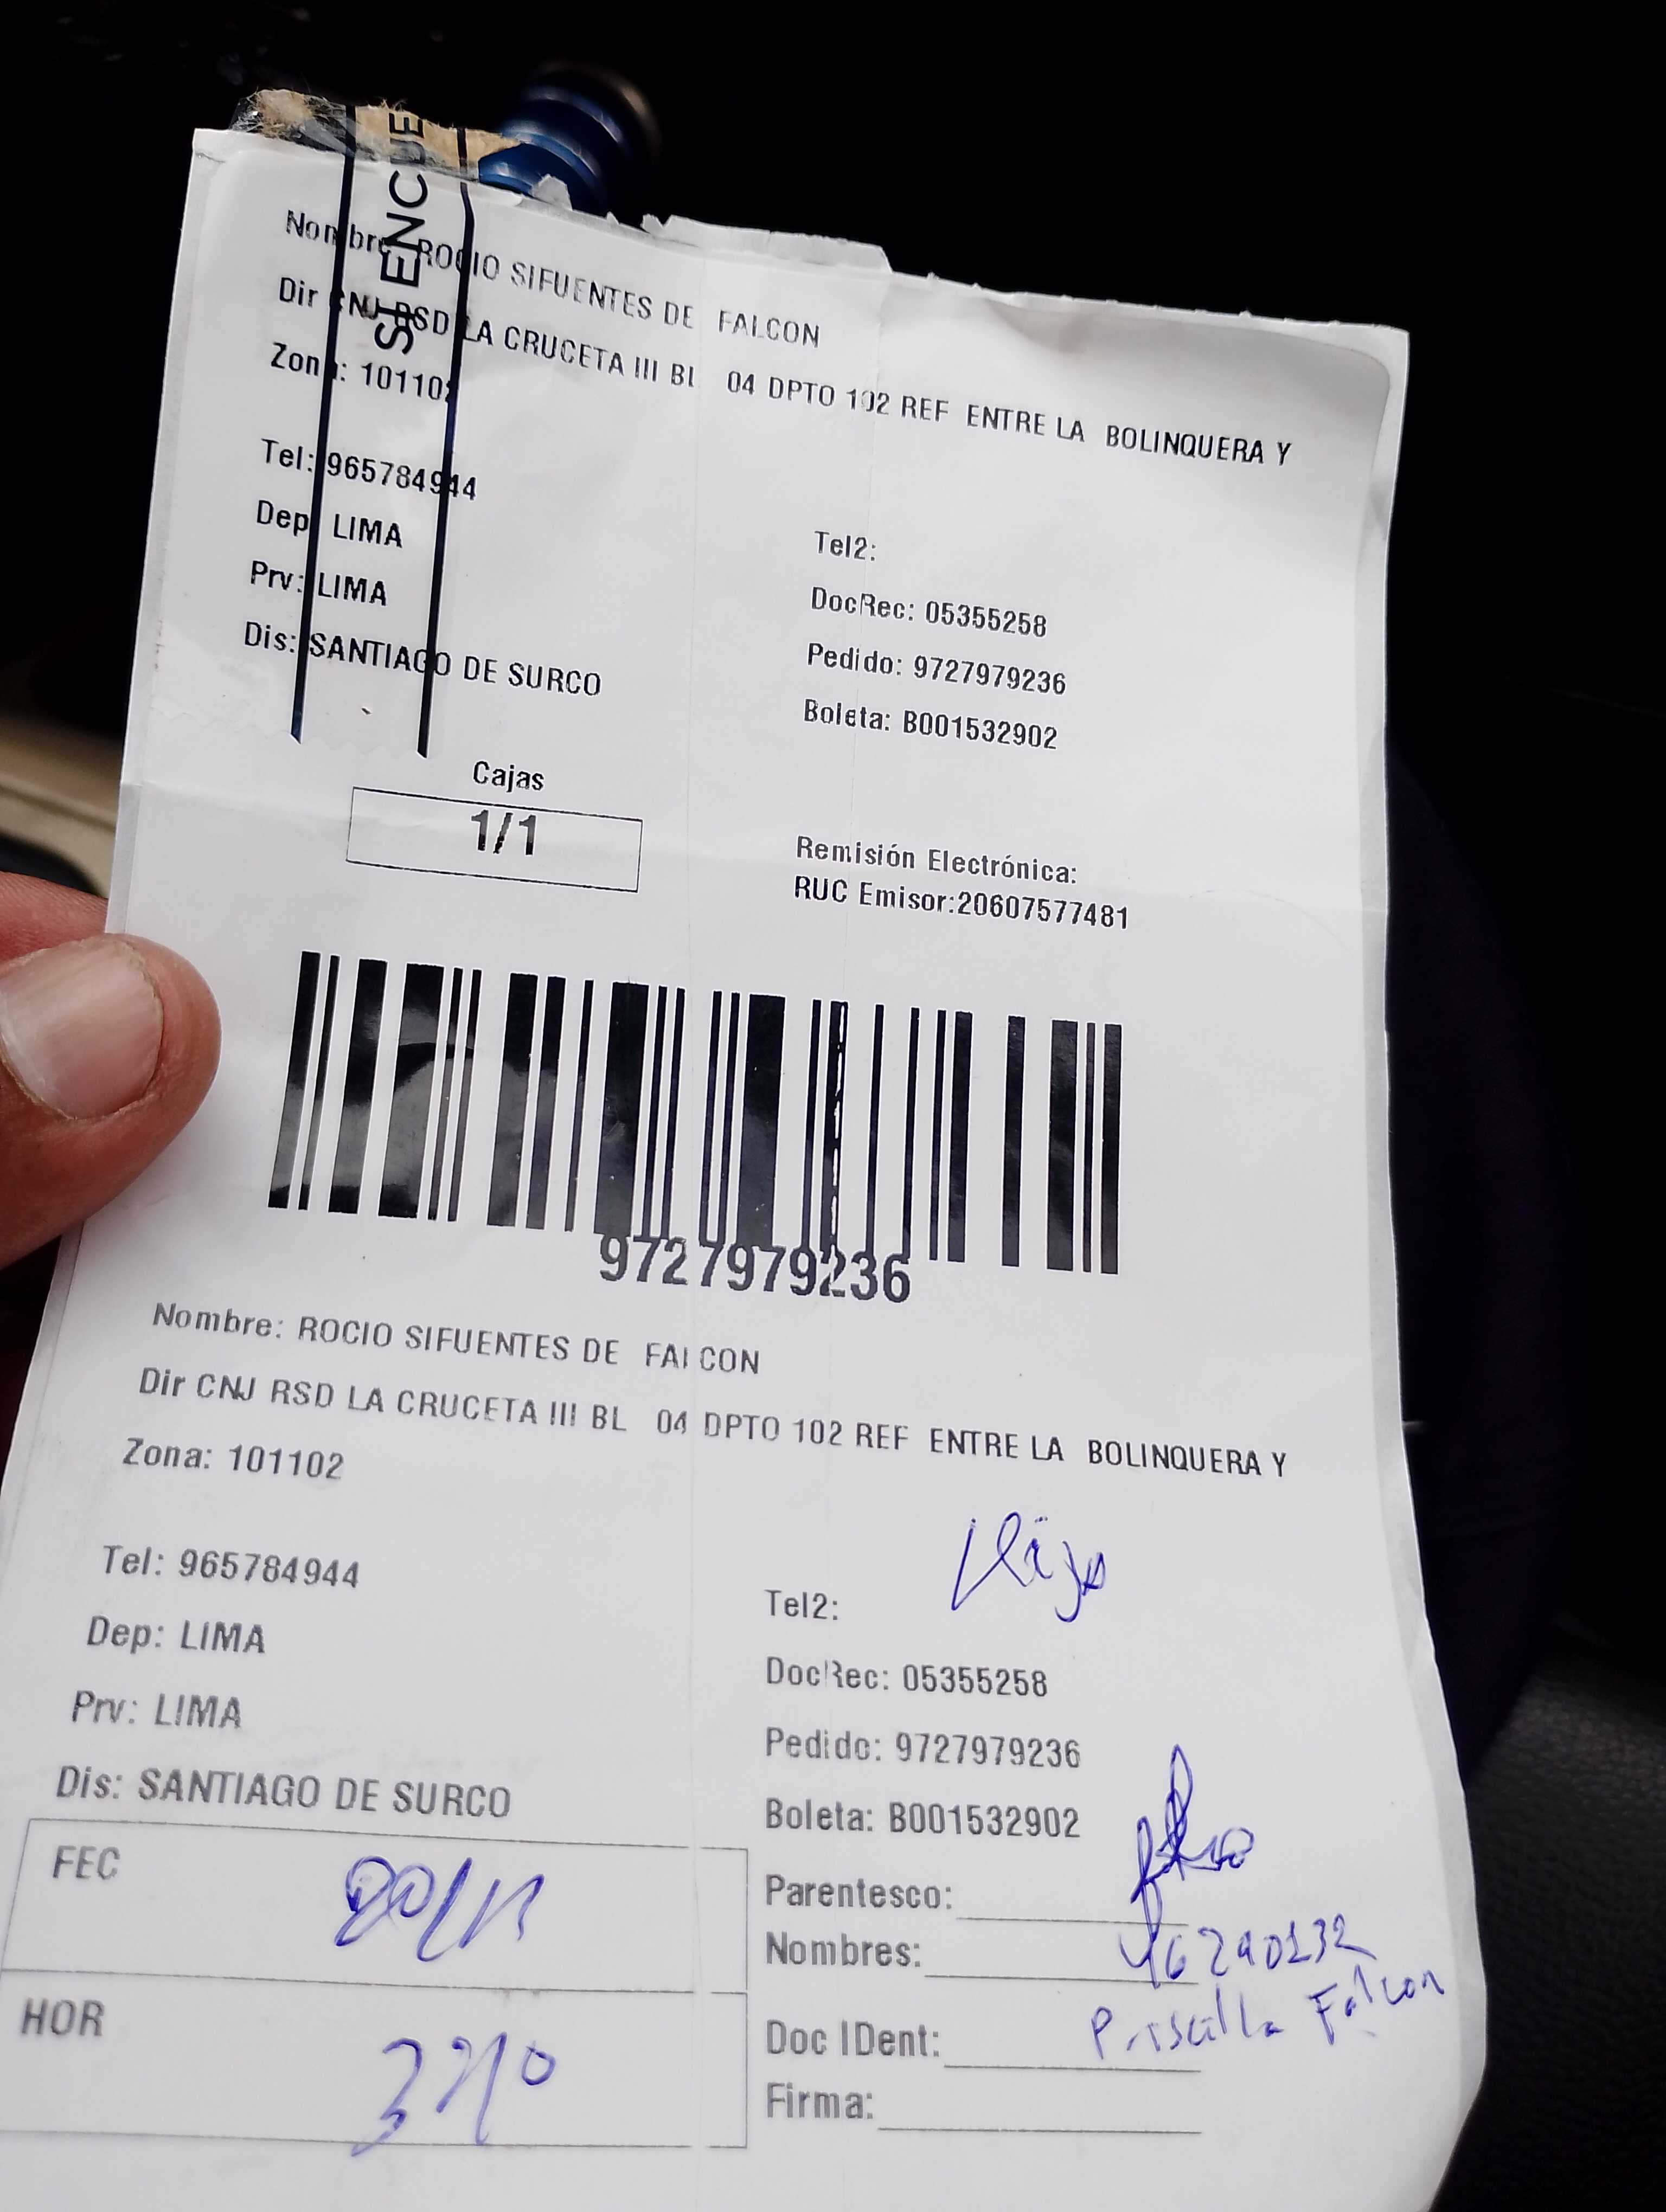 SI ENCUE
Nombre ROCIO SIFUENTES DE FALCON
Dir CNJ RSD LA CRUCETA III BL 04 DPTO 102 REF ENTRE LA BOLINQUERA Y
Zona: 101102
Tel: 965784944
Tel2:
Dep LIMA
DocRec: 05355258
Prv: LIMA
Pedido: 9727979236
Dis: SANTIAGO DE SURCO
Boleta: B001532902
Cajas
1/1
Remisión Electrónica:
RUC Emisor:20607577481
9727979236
Nombre: ROCIO SIFUENTES DE FALCON
Dir CNJ RSD LA CRUCETA III BL 04 DPTO 102 REF ENTRE LA BOLINQUERA Y
Zona: 101102
Tel: 965784944
Tel2:
Dep: LIMA
DocRec: 05355258
Prv: LIMA
Pedido: 9727979236
Dis: SANTIAGO DE SURCO
Boleta: B001532902
FEC
Parentesco:
Nombres: 46290132
Priscilla Falcon
HOR
Doc IDent:
Firma: